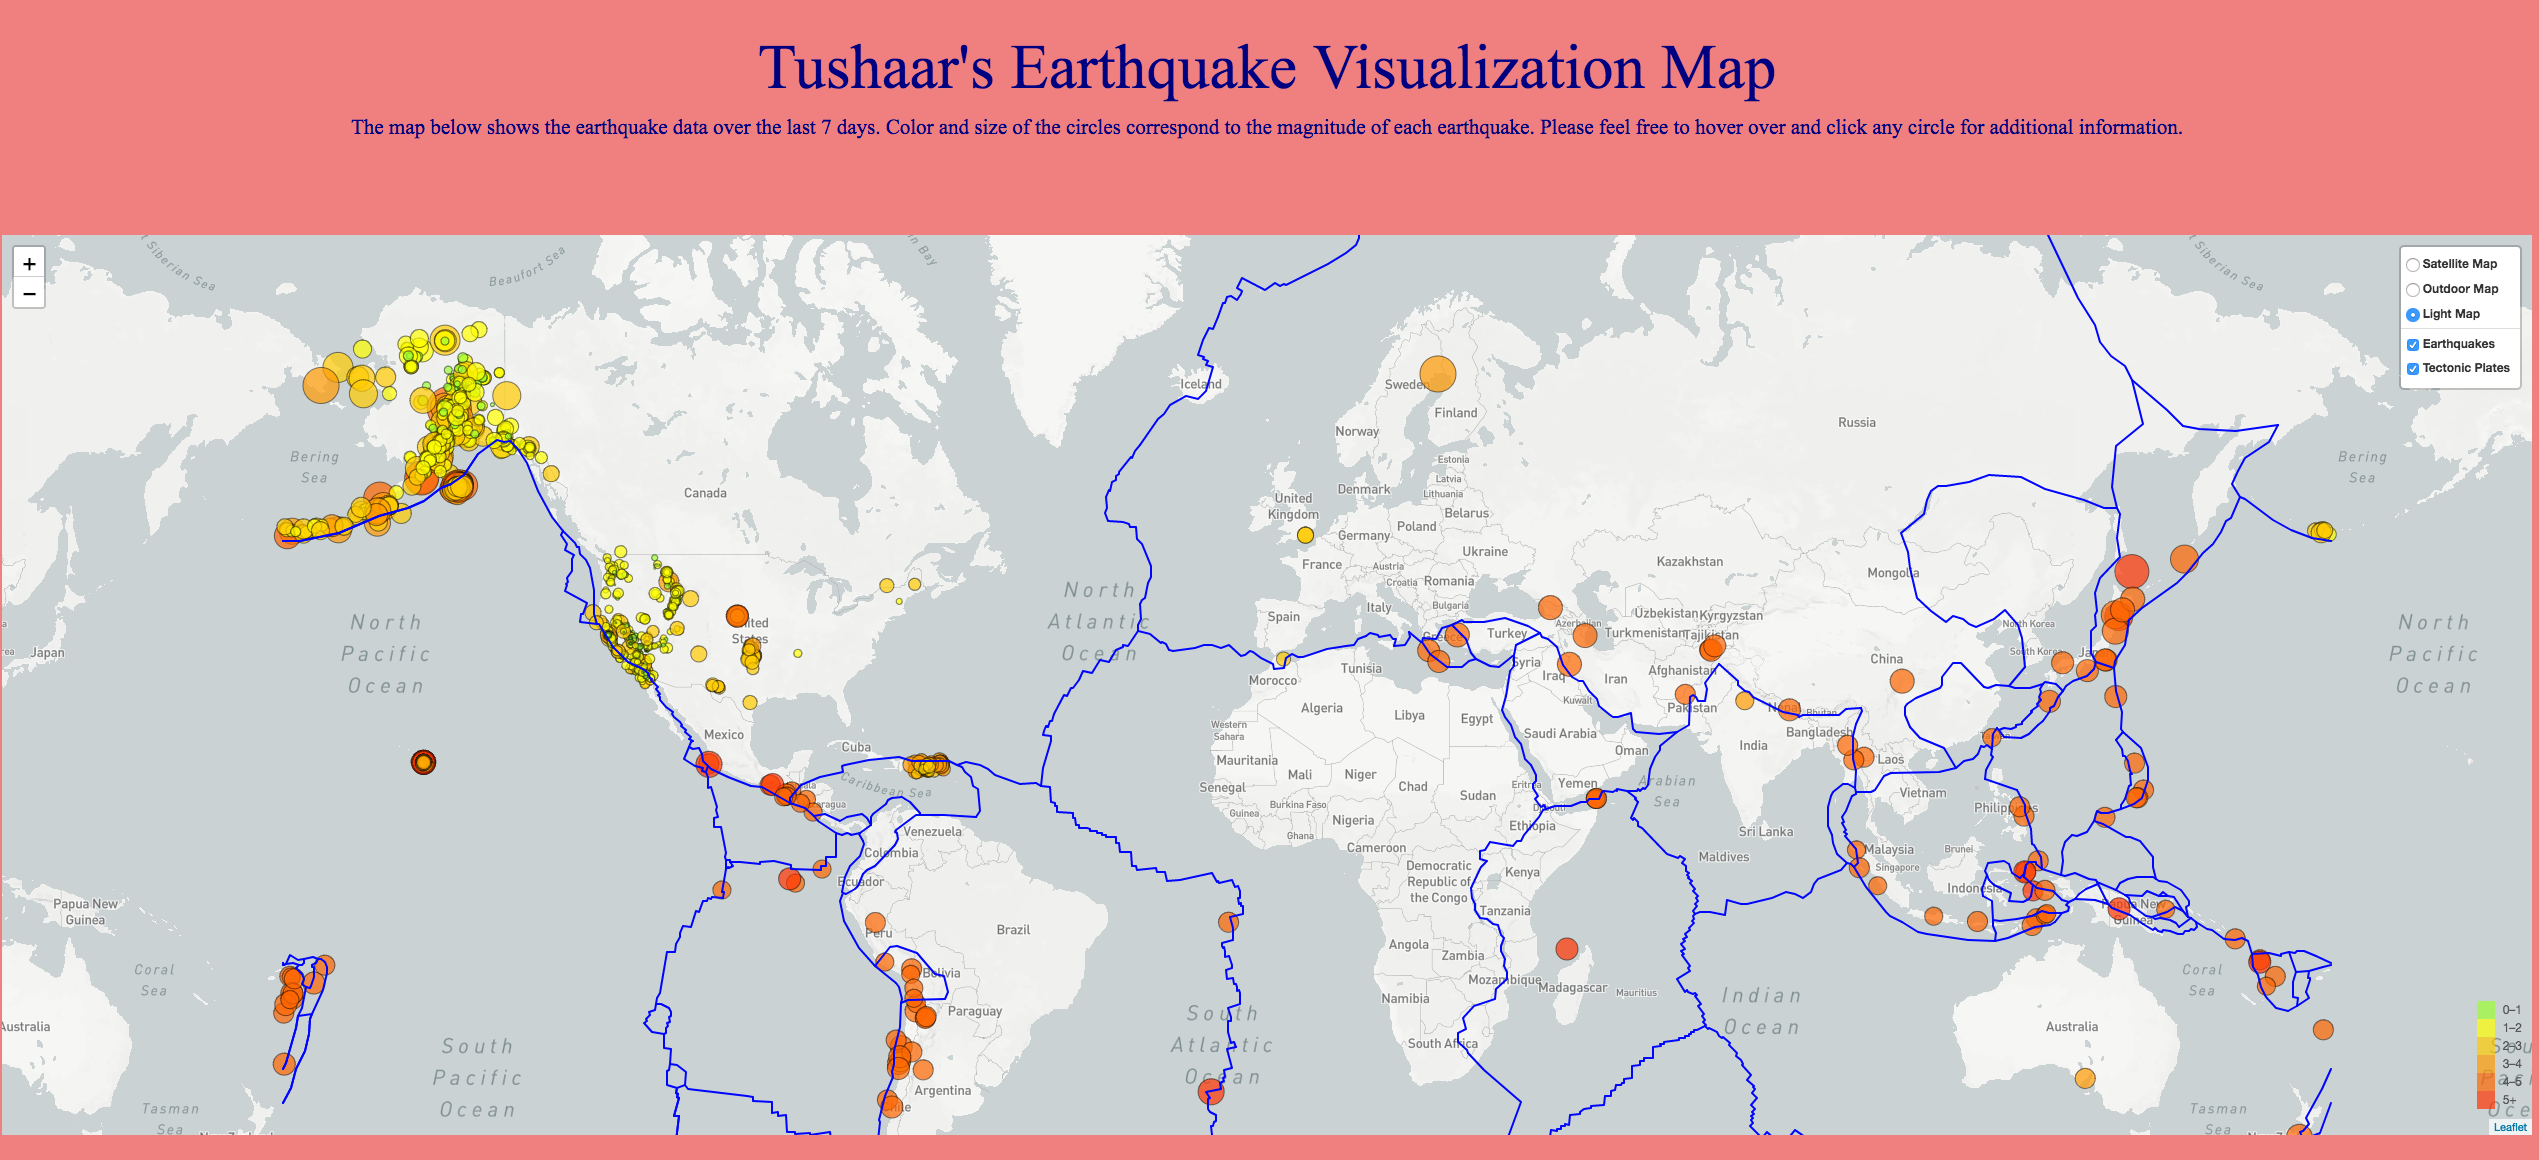 Tushaar's Earthquake Visualization Map
The map below shows the earthquake data over the last 7 days. Color and size of the circles correspond to the magnitude of each earthquake. Please feel free to hover over and click any circle for additional information.
+
−
Siberian Sea
Beaufort Sea
Bay
Siberian Sea
Satellite Map
Outdoor Map
Light Map
Earthquakes
Tectonic Plates
Iceland
Sweden
Finland
Norway
Russia
Bering
Sea
Bering
Sea
Canada
Estonia
Latvia
Lithuania
Denmark
United
Kingdom
Belarus
Poland
Germany
Ukraine
France
Austria
Croatia
Romania
Kazakhstan
Mongolia
North
Atlantic
Ocean
Spain
Italy
Bulgaria
Greece
Turkey
Azerbaijan
Uzbekistan
Kyrgyzstan
Turkmenistan
Tajikistan
North Korea
South Korea
North
Pacific
Ocean
North
Pacific
Ocean
Japan
States
Morocco
Tunisia
Syria
Iraq
Iran
Afghanistan
China
Algeria
Libya
Egypt
Kuwait
Pakistan
Nepal
Bhutan
Western
Sahara
Mexico
Cuba
Saudi Arabia
Oman
India
Bangladesh
Laos
Mauritania
Mali
Niger
Chad
Sudan
Eritrea
Yemen
Arabian
Sea
Caribbean Sea
Senegal
Burkina Faso
Guinea
Nigeria
Ghana
Ethiopia
Vietnam
Philippines
Sri Lanka
Venezuela
Colombia
Cameroon
Maldives
Malaysia
Singapore
Brunei
Ecuador
Democratic
Republic of
the Congo
Kenya
Indonesia
Papua New
Guinea
Tanzania
Papua New
Guinea
Peru
Brazil
Angola
Zambia
Bolivia
Mozambique
Madagascar
Mauritius
Coral
Sea
Coral
Sea
Namibia
Paraguay
Indian
Ocean
South
Atlantic
Ocean
Australia
Australia
South Africa
South
Pacific
Ocean
Argentina
Chile
Tasman
Sea
Tasman
Sea
0–1
1–2
2–3
3–4
4–5
5+
Leaflet